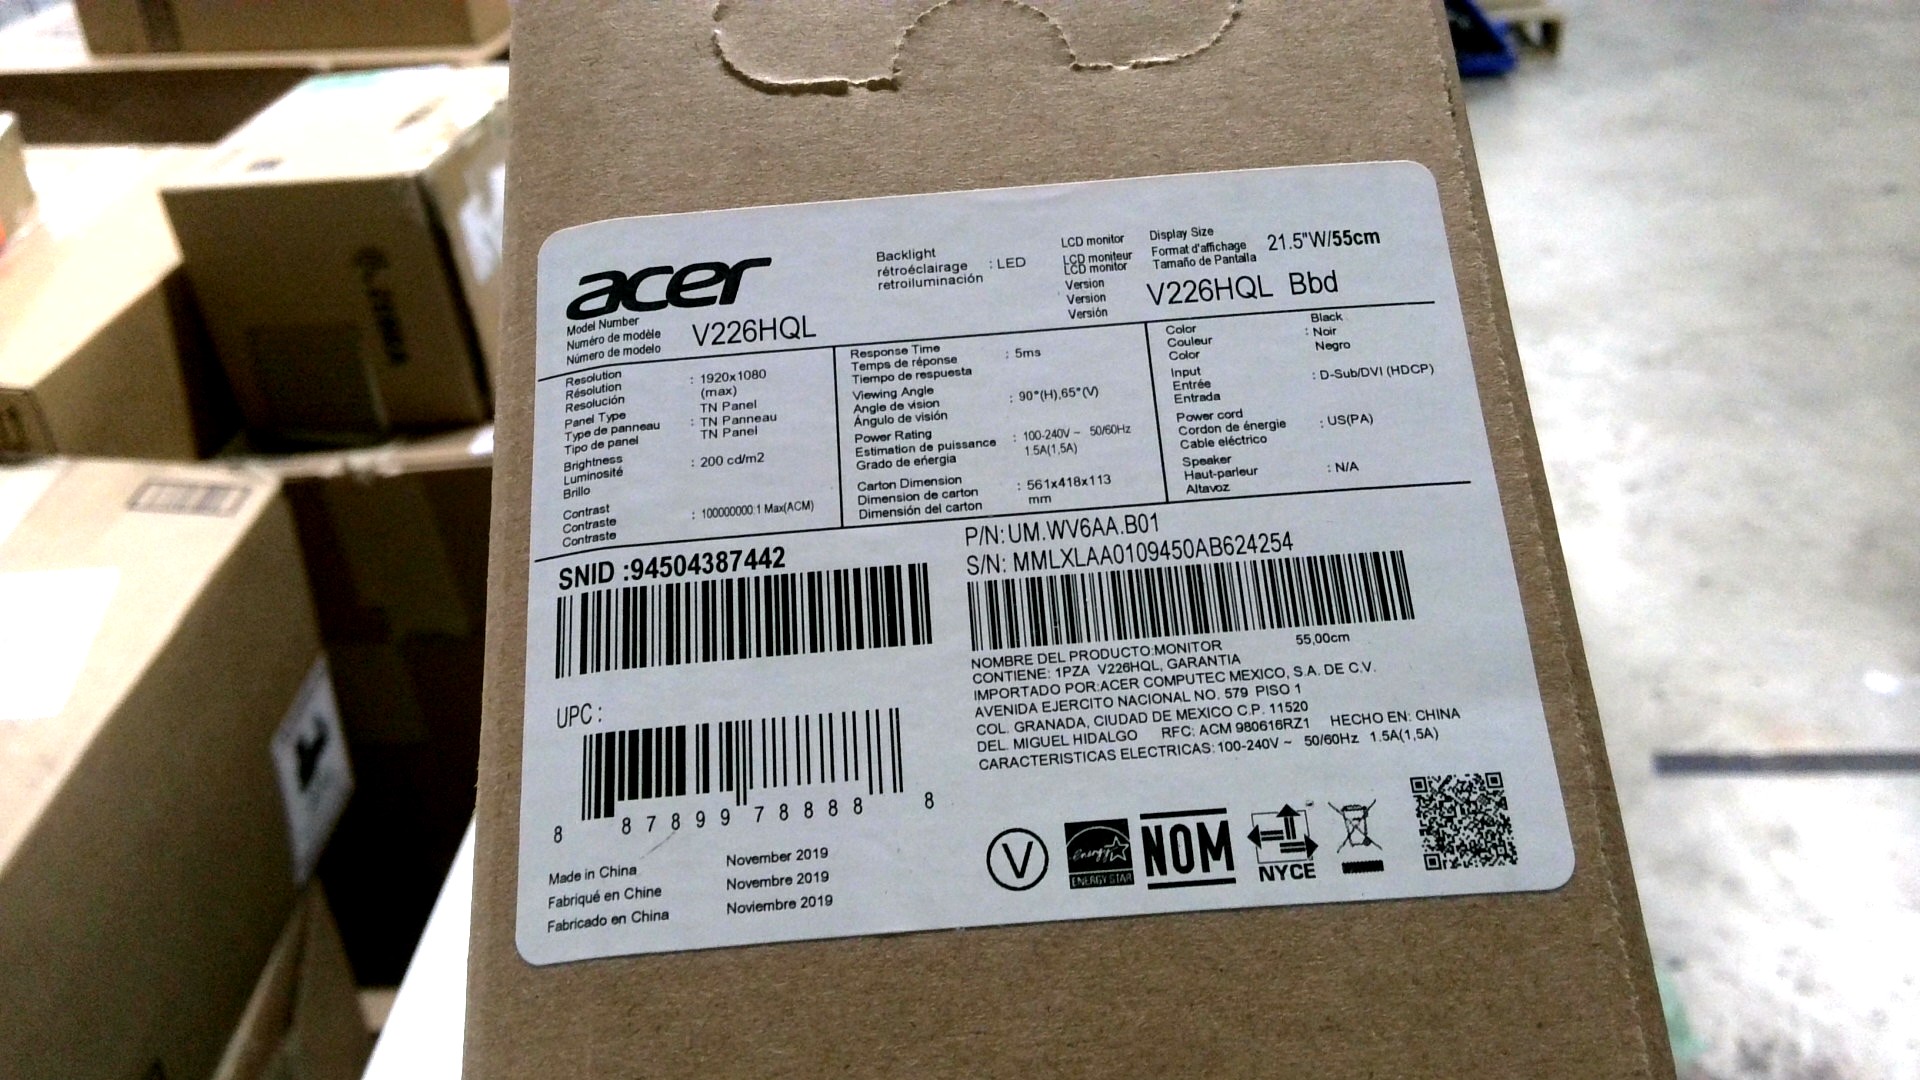 acer
Model Number
Numéro de modèle
Número de modelo
V226HQL
Backlight
rétroéclairage
retroiluminación
: LED
LCD monitor
LCD moniteur
LCD monitor
Version
Version
Versión
Display Size
Format d'affichage
Tamaño de Pantalla
21.5"W/55cm
V226HQL Bbd
Resolution
Résolution
Resolución
: 1920x1080
(max)
Panel Type
Type de panneau
Tipo de panel
TN Panel
: TN Panneau
TN Panel
Brightness
Luminosité
Brillo
: 200 cd/m2
Contrast
Contraste
Contraste
: 100000000:1 Max(ACM)
Response Time
Temps de réponse
Tiempo de respuesta
: 5ms
Viewing Angle
Angle de vision
Ángulo de visión
: 90°(H),65°(V)
Power Rating
Estimation de puissance
Grado de energia
: 100-240V ~ 50/60Hz
1.5A(1,5A)
Carton Dimension
Dimension de carton
Dimensión del carton
: 561x418x113
mm
Color
Couleur
Color
Black
: Noir
Negro
Input
Entrée
Entrada
: D-Sub/DVI (HDCP)
Power cord
Cordon de énergie
Cable eléctrico
: US(PA)
Speaker
Haut-parleur
Altavoz
: N/A
SNID :94504387442
P/N:UM.WV6AA.B01
S/N: MMLXLAA0109450AB624254
NOMBRE DEL PRODUCTO:MONITOR 55,00cm
CONTIENE: 1PZA V226HQL, GARANTIA
IMPORTADO POR:ACER COMPUTEC MEXICO, S.A. DE C.V.
AVENIDA EJERCITO NACIONAL NO. 579 PISO 1
COL. GRANADA, CIUDAD DE MEXICO C.P. 11520
DEL. MIGUEL HIDALGO RFC: ACM 980616RZ1 HECHO EN: CHINA
CARACTERISTICAS ELECTRICAS:100-240V ~ 50/60Hz 1.5A(1,5A)
UPC :
8 87899 78888 8
Made in China November 2019
Fabriqué en Chine Novembre 2019
Fabricado en China Noviembre 2019
V
energy
ENERGY STAR
NOM
NYCE